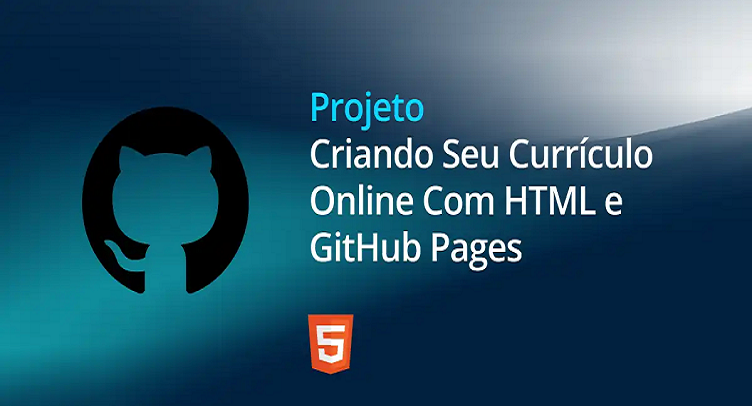 Projeto
Criando Seu Currículo
Online Com HTML e
GitHub Pages
5